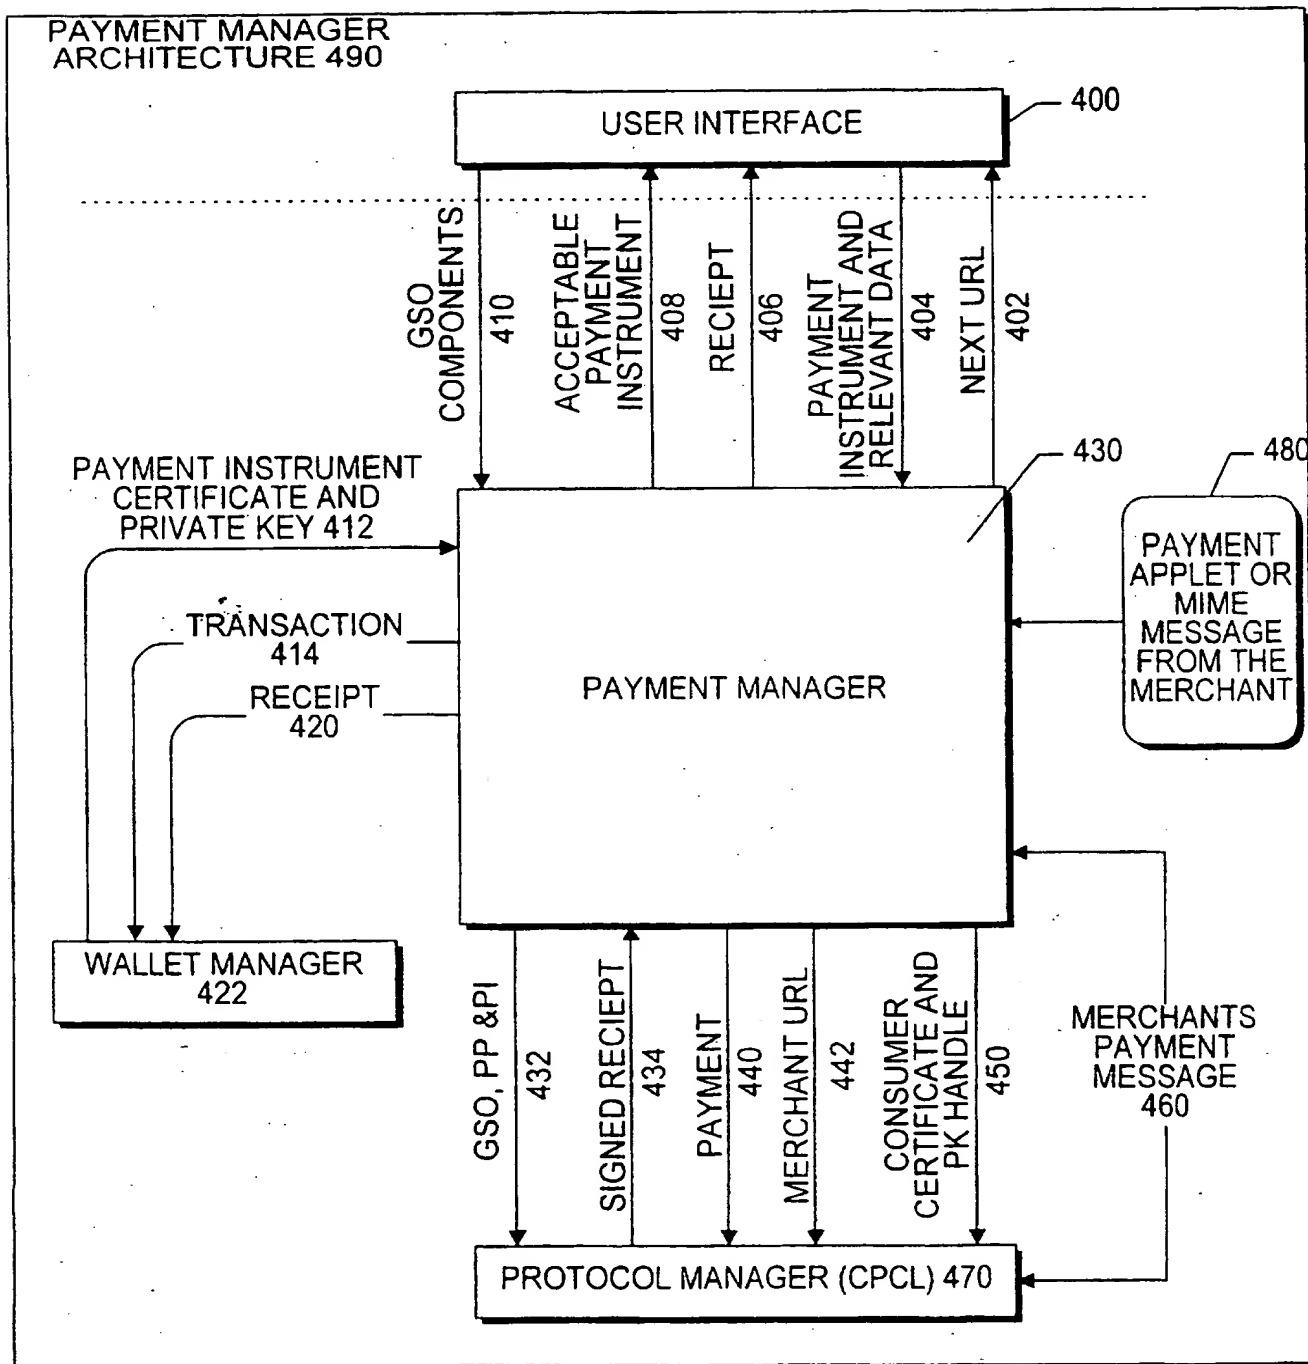 PAYMENT MANAGER
ARCHITECTURE 490
USER INTERFACE
400
GSO
COMPONENTS
410
ACCEPTABLE
PAYMENT
INSTRUMENT
408
RECIEPT
406
PAYMENT
INSTRUMENT AND
RELEVANT DATA
404
NEXT URL
402
PAYMENT INSTRUMENT
CERTIFICATE AND
PRIVATE KEY 412
430
480
PAYMENT
APPLET OR
MIME
MESSAGE
FROM THE
MERCHANT
TRANSACTION
414
RECEIPT
420
PAYMENT MANAGER
WALLET MANAGER
422
GSO, PP &PI
432
SIGNED RECIEPT
434
PAYMENT
440
MERCHANT URL
442
CONSUMER
CERTIFICATE AND
PK HANDLE
450
MERCHANTS
PAYMENT
MESSAGE
460
PROTOCOL MANAGER (CPCL) 470